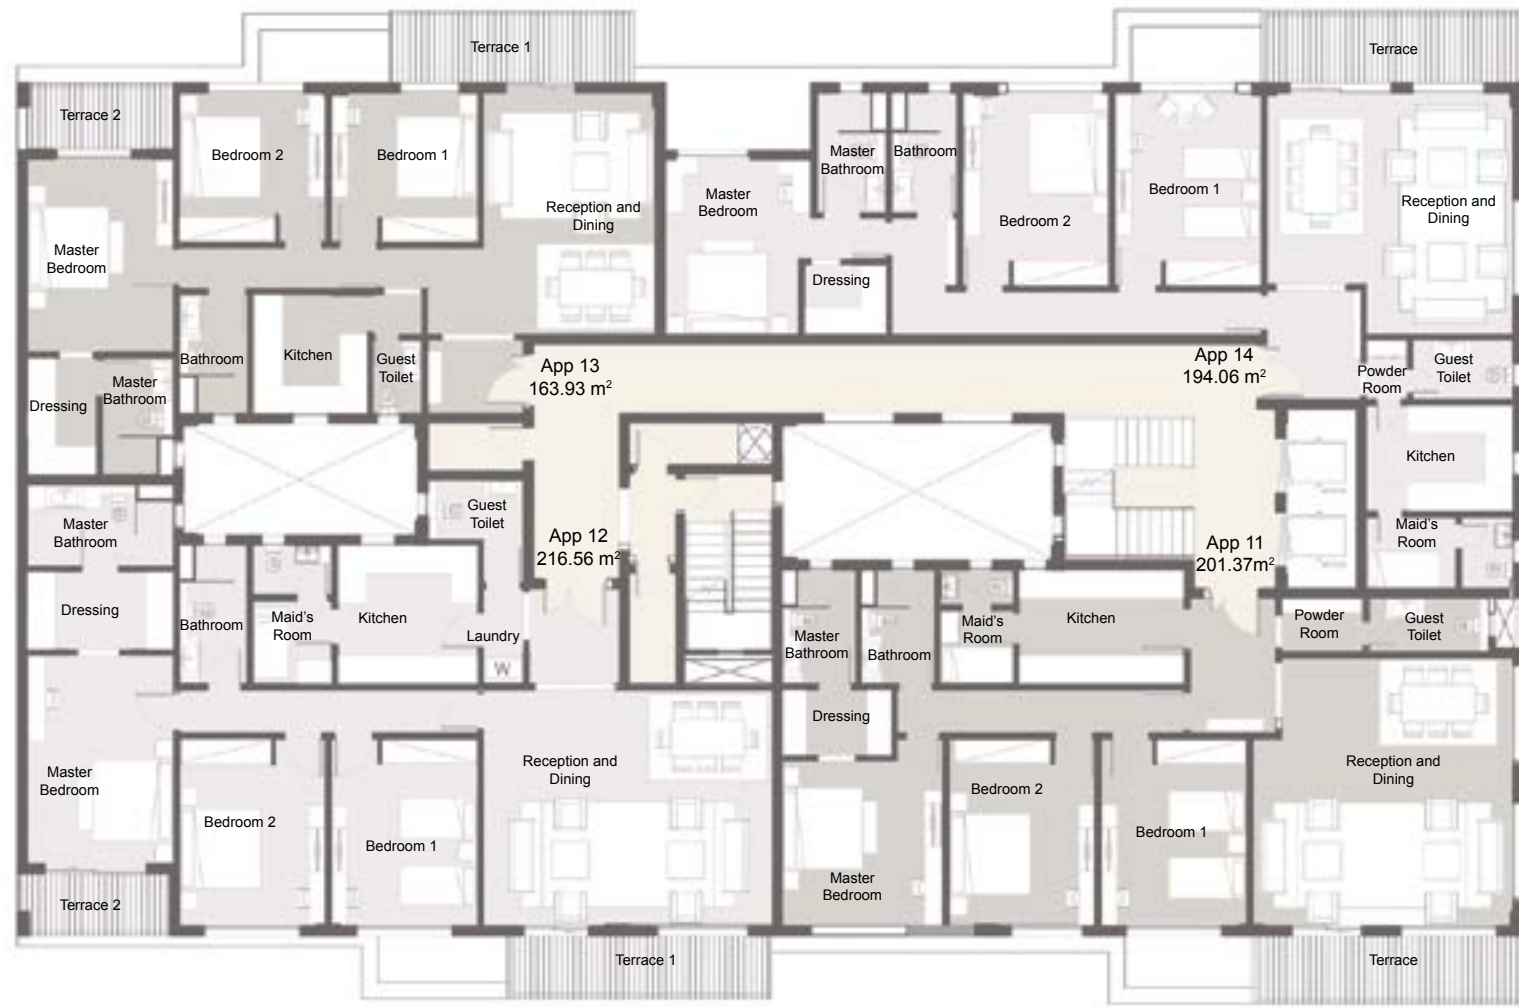 Terrace 1
Terrace
Terrace 2
Bedroom 2
Bedroom 1
Master
Bathroom
Bathroom
Master
Bedroom
Bedroom 2
Bedroom 1
Reception and
Dining
Reception and
Dining
Master
Bedroom
Dressing
Bathroom
Kitchen
Guest
Toilet
App 13
163.93 m²
App 14
194.06 m²
Powder
Room
Guest
Toilet
Dressing
Master
Bathroom
Kitchen
Master
Bathroom
Guest
Toilet
App 12
216.56 m²
App 11
201.37m²
Maid's
Room
Dressing
Bathroom
Maid's
Room
Kitchen
Laundry
W
Master
Bathroom
Bathroom
Maid's
Room
Kitchen
Powder
Room
Guest
Toilet
Dressing
Master
Bedroom
Bedroom 2
Bedroom 1
Reception and
Dining
Master
Bedroom
Bedroom 2
Bedroom 1
Reception and
Dining
Terrace 2
Terrace 1
Terrace